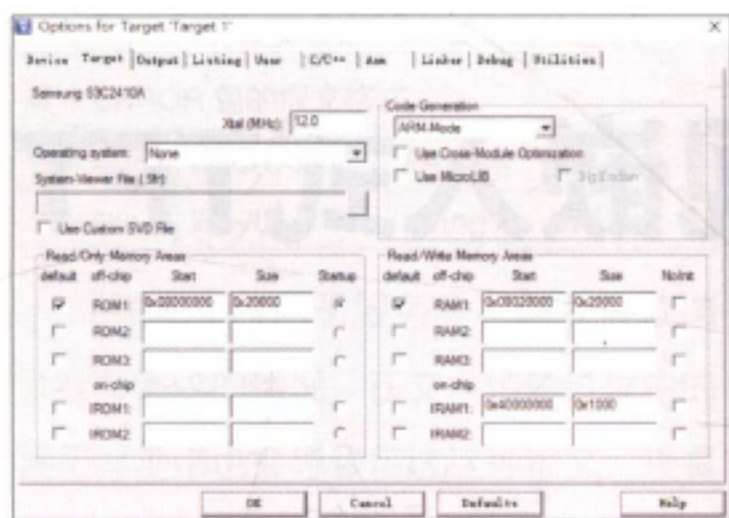 Options for Target 'Target 1'
Device Target Output Listing User C/C++ Asm Linker Debug Utilities
Samsung S3C2410A
Xtal (MHz): 12.0
Operating system: None
System-Viewer File (.Sfr):
Use Custom SVD File
Code Generation
ARM-Mode
Use Cross-Module Optimization
Use MicroLIB Big Endian
Read/Only Memory Areas
default off-chip Start Size Startup
ROM1: 0x00000000 0x20000
ROM2:
ROM3:
on-chip
IROM1:
IROM2:
Read/Write Memory Areas
default off-chip Start Size NoInit
RAM1: 0x00020000 0x20000
RAM2:
RAM3:
on-chip
IRAM1: 0x40000000 0x1000
IRAM2:
OK Cancel Defaults Help